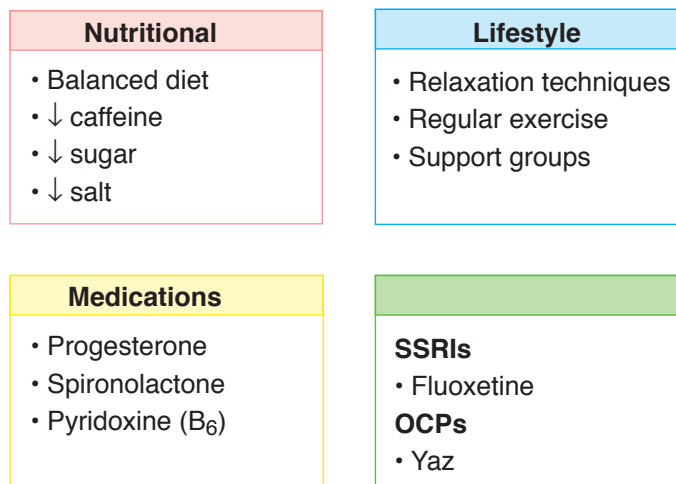 Nutritional
• Balanced diet
• ↓ caffeine
• ↓ sugar
• ↓ salt
Lifestyle
• Relaxation techniques
• Regular exercise
• Support groups
Medications
• Progesterone
• Spironolactone
• Pyridoxine (B₆)
SSRIs
• Fluoxetine
OCPs
• Yaz